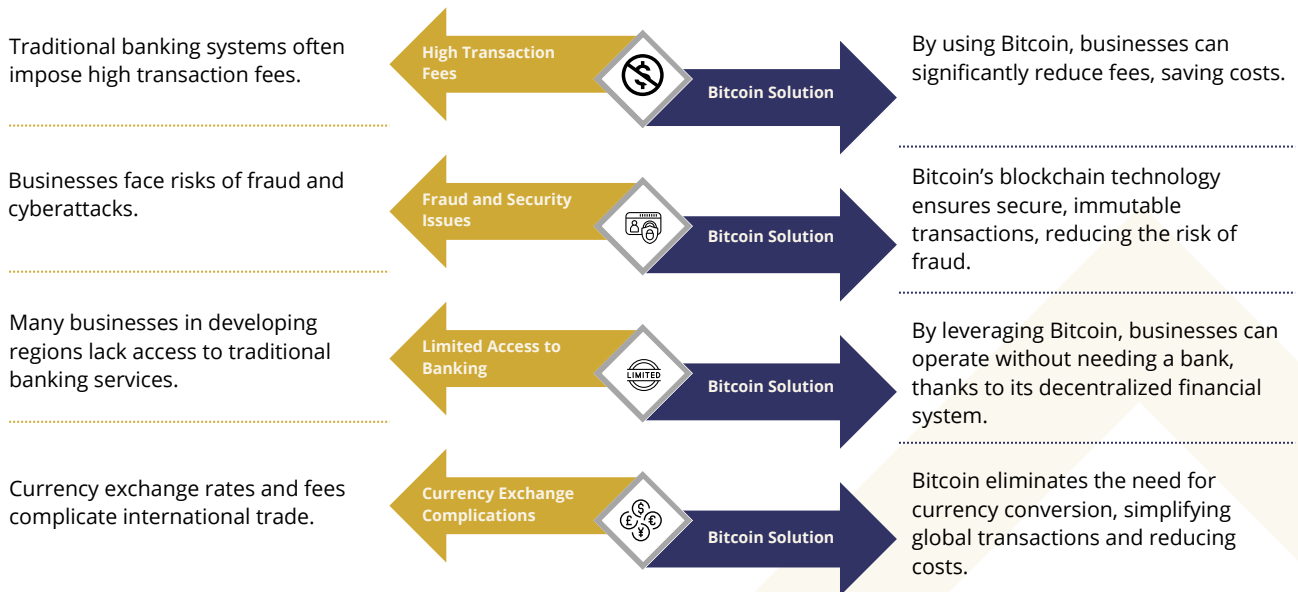 Traditional banking systems often
impose high transaction fees.
High Transaction
Fees
Bitcoin Solution
By using Bitcoin, businesses can
significantly reduce fees, saving costs.
Businesses face risks of fraud and
cyberattacks.
Fraud and Security
Issues
Bitcoin Solution
Bitcoin’s blockchain technology
ensures secure, immutable
transactions, reducing the risk of
fraud.
Many businesses in developing
regions lack access to traditional
banking services.
Limited Access to
Banking
LIMITED
Bitcoin Solution
By leveraging Bitcoin, businesses can
operate without needing a bank,
thanks to its decentralized financial
system.
Currency exchange rates and fees
complicate international trade.
Currency Exchange
Complications
$
£ €
¥
Bitcoin Solution
Bitcoin eliminates the need for
currency conversion, simplifying
global transactions and reducing
costs.